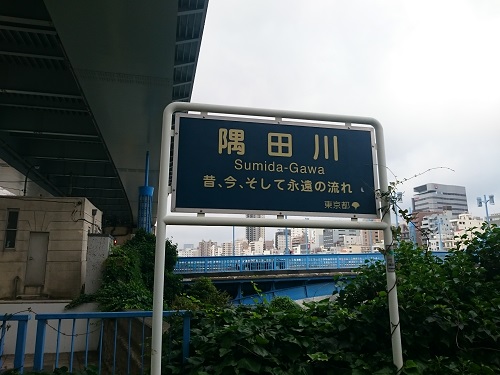 隅田川
Sumida-Gawa
昔、今、そして永遠の流れ
東京都